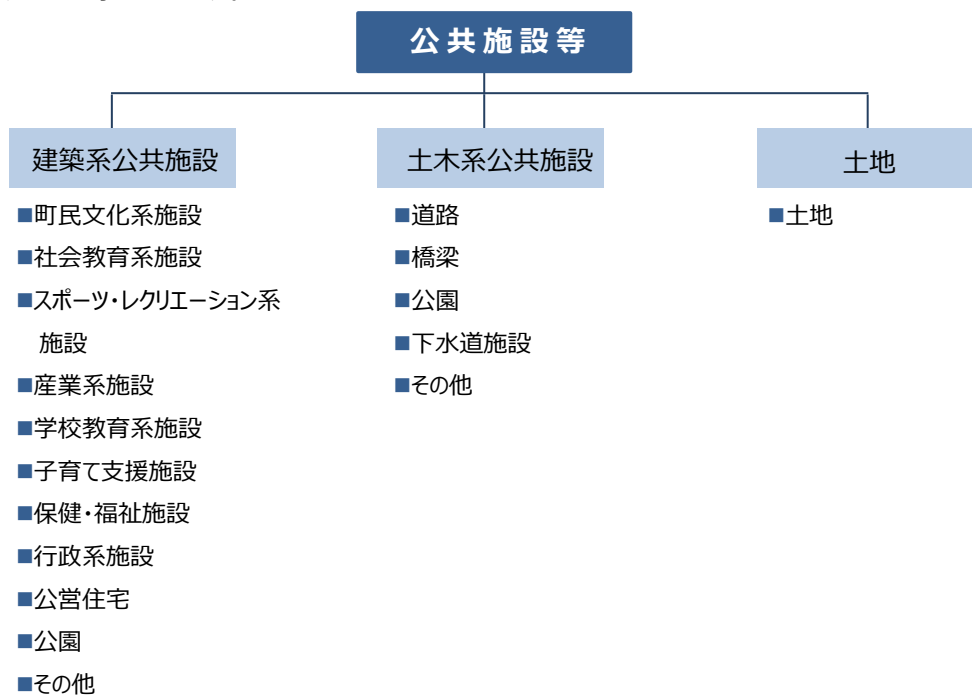 公共施設等
建築系公共施設
■町民文化系施設
■社会教育系施設
■スポーツ・レクリエーション系
施設
■産業系施設
■学校教育系施設
■子育て支援施設
■保健・福祉施設
■行政系施設
■公営住宅
■公園
■その他
土木系公共施設
■道路
■橋梁
■公園
■下水道施設
■その他
土地
■土地